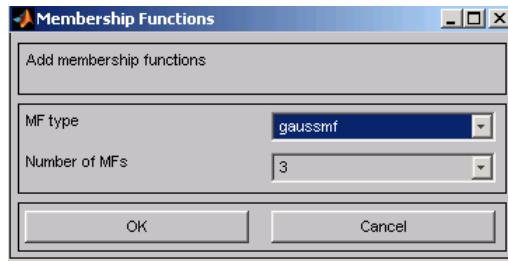 Membership Functions
Add membership functions
MF type
gaussmf
Number of MFs
3
OK
Cancel